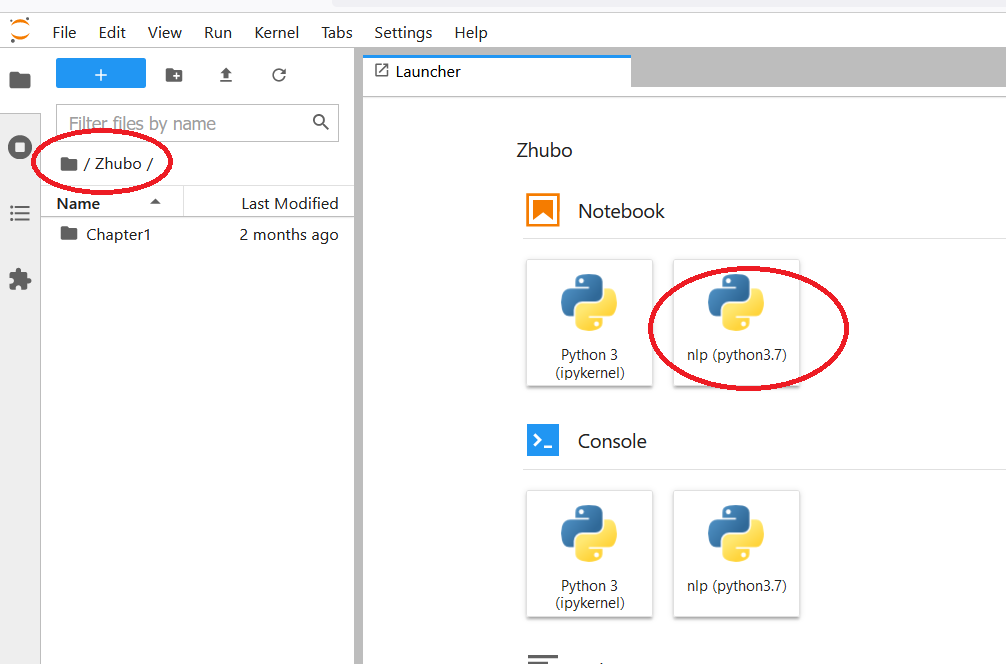 File Edit View Run Kernel Tabs Settings Help
+
Filter files by name
/ Zhubo /
Name Last Modified
Chapter1 2 months ago
Launcher
Zhubo
Notebook
Python 3
(ipykernel)
nlp (python3.7)
Console
Python 3
(ipykernel)
nlp (python3.7)